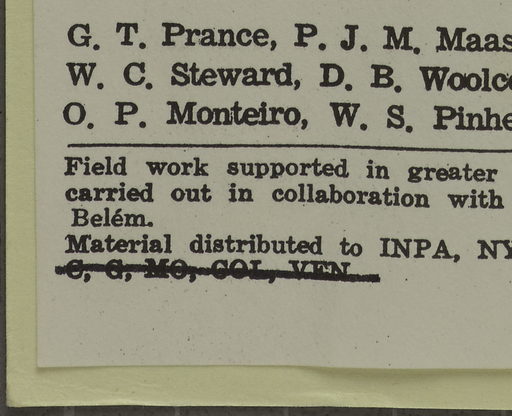 G. T. Prance, P. J. M. Maas
W. C. Steward, D. B. Woolco
O. P. Monteiro, W. S. Pinhe
Field work supported in greater
carried out in collaboration with
Belém.
Material distributed to INPA, NY
C, G, MO, COL, VEN